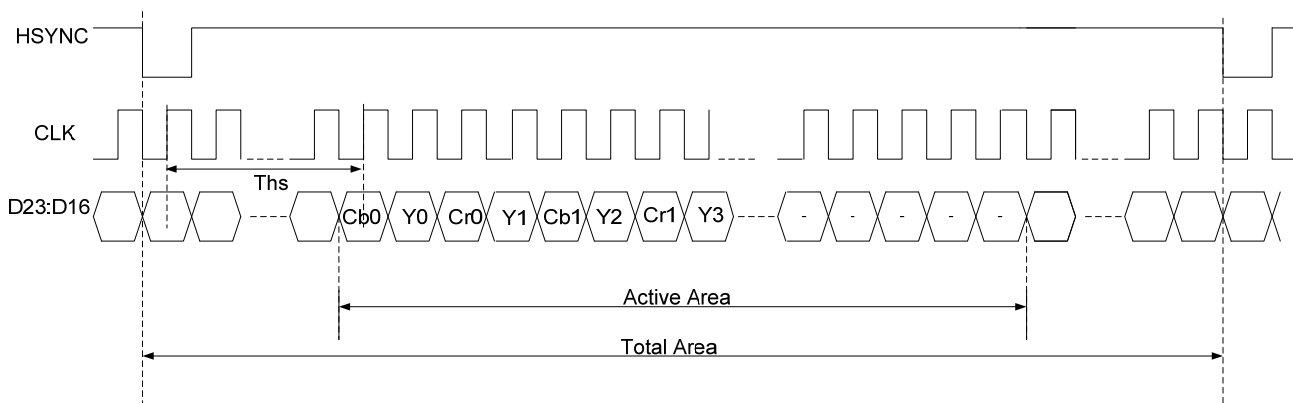 HSYNC
CLK
Ths
D23:D16
Cb0 Y0 Cr0 Y1 Cb1 Y2 Cr1 Y3 - - - - -
Active Area
Total Area